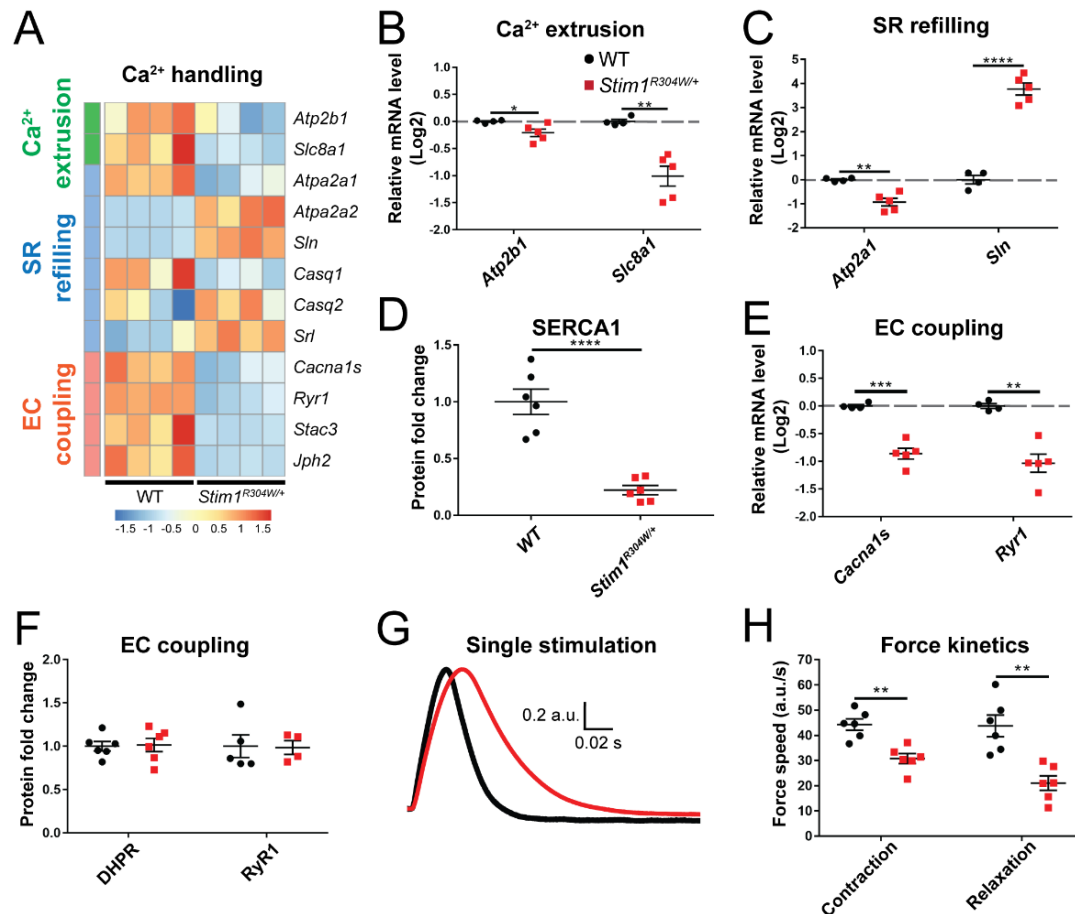 A
Ca²⁺ handling
Ca²⁺
extrusion
SR
refilling
EC
coupling
Atp2b1
Slc8a1
Atpa2a1
Atpa2a2
Sln
Casq1
Casq2
Srl
Cacna1s
Ryr1
Stac3
Jph2
WT
Stim1R304W/+
-1.5 -1 -0.5 0 0.5 1 1.5
B
Ca²⁺ extrusion
WT
Stim1R304W/+
Relative mRNA level
(Log2)
1.0
0.5
0.0
-0.5
-1.0
-1.5
-2.0
*
**
Atp2b1
Slc8a1
C
SR refilling
Relative mRNA level
(Log2)
5
4
3
2
1
0
-1
-2
**
****
Atp2a1
Sln
D
SERCA1
Protein fold change
1.5
1.0
0.5
0.0
****
WT
Stim1R304W/+
E
EC coupling
Relative mRNA level
(Log2)
1.0
0.5
0.0
-0.5
-1.0
-1.5
-2.0
***
**
Cacna1s
Ryr1
F
EC coupling
Protein fold change
2.0
1.5
1.0
0.5
0.0
DHPR
RyR1
G
Single stimulation
0.2 a.u.
0.02 s
H
Force kinetics
Force speed (a.u./s)
70
60
50
40
30
20
10
0
**
**
Contraction
Relaxation